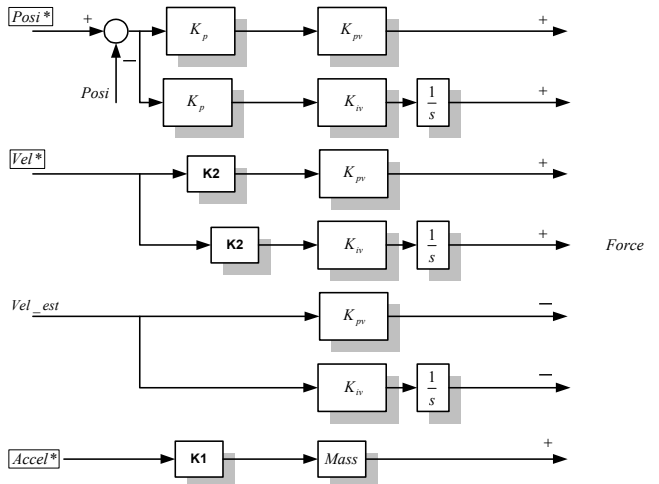 Posi*
+
K_p
K_pv
+
−
Posi
K_p
K_iv
1/s
+
Vel*
K2
K_pv
+
K2
K_iv
1/s
+
Force
Vel_est
K_pv
−
K_iv
1/s
−
Accel*
K1
Mass
+